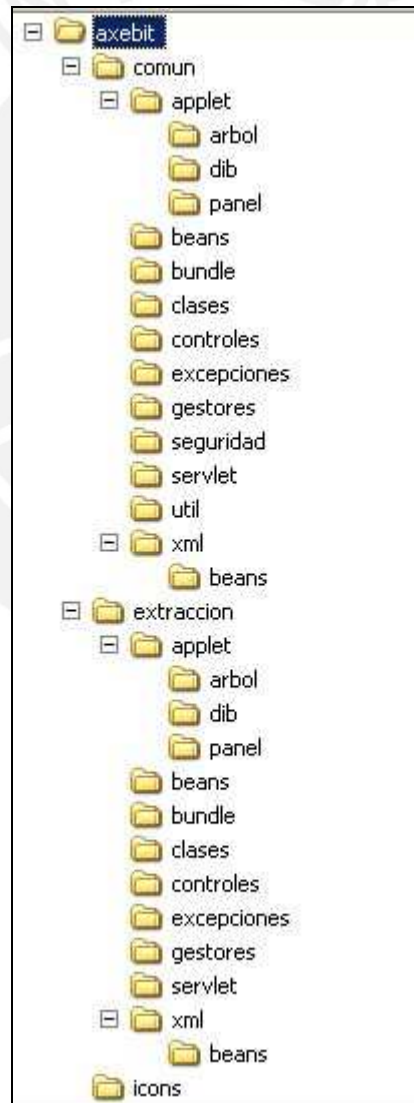 axebit
comun
applet
arbol
dib
panel
beans
bundle
clases
controles
excepciones
gestores
seguridad
servlet
util
xml
beans
extraccion
applet
arbol
dib
panel
beans
bundle
clases
controles
excepciones
gestores
servlet
xml
beans
icons